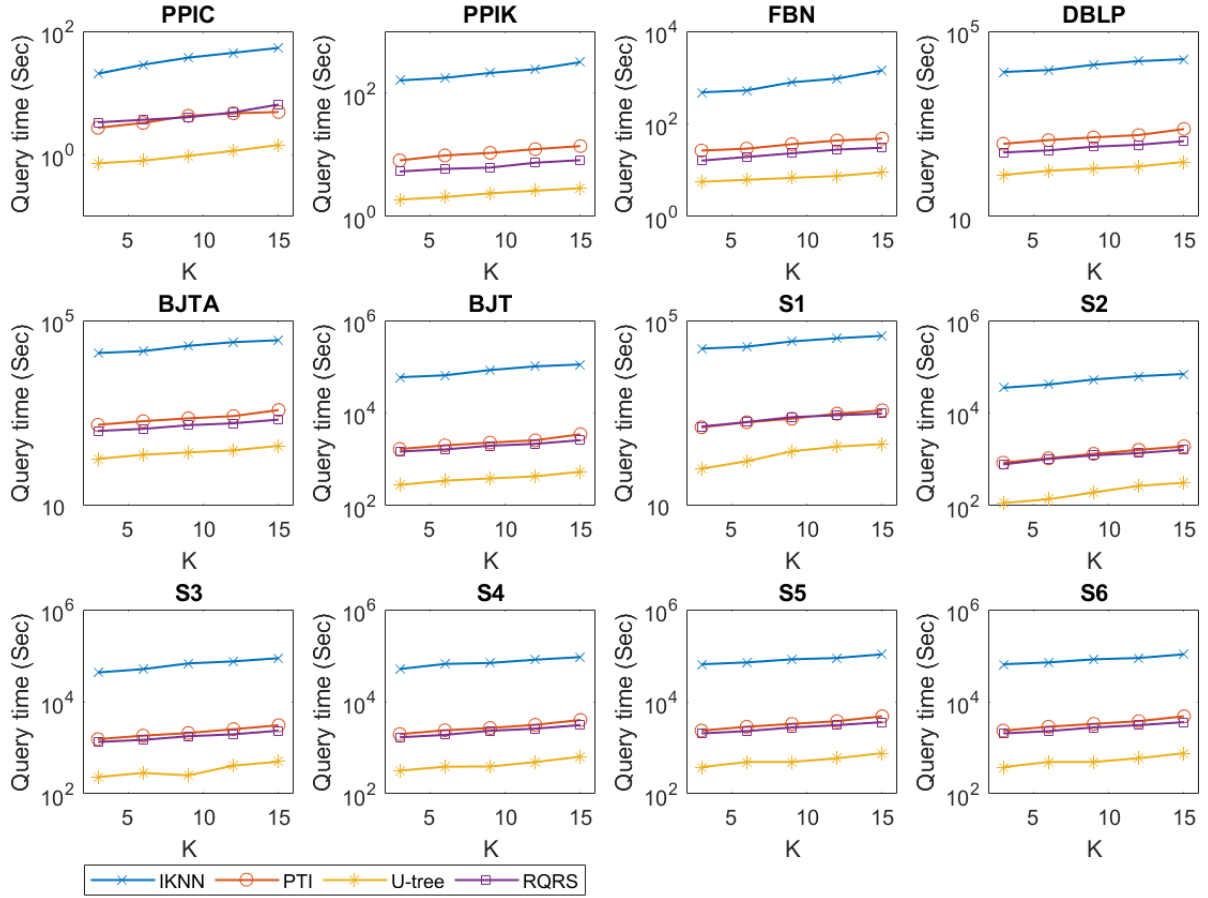 PPIC PPIK FBN DBLP
Query time (Sec) 10^2 10^0 5 10 15 K
Query time (Sec) 10^2 10^0 5 10 15 K
Query time (Sec) 10^4 10^2 10^0 5 10 15 K
Query time (Sec) 10^5 10 5 10 15 K
BJTA BJT S1 S2
Query time (Sec) 10^5 10 5 10 15 K
Query time (Sec) 10^6 10^4 10^2 5 10 15 K
Query time (Sec) 10^5 10 5 10 15 K
Query time (Sec) 10^6 10^4 10^2 5 10 15 K
S3 S4 S5 S6
Query time (Sec) 10^6 10^4 10^2 5 10 15 K
Query time (Sec) 10^6 10^4 10^2 5 10 15 K
Query time (Sec) 10^6 10^4 10^2 5 10 15 K
Query time (Sec) 10^6 10^4 10^2 5 10 15 K
IKNN PTI U-tree RQRS